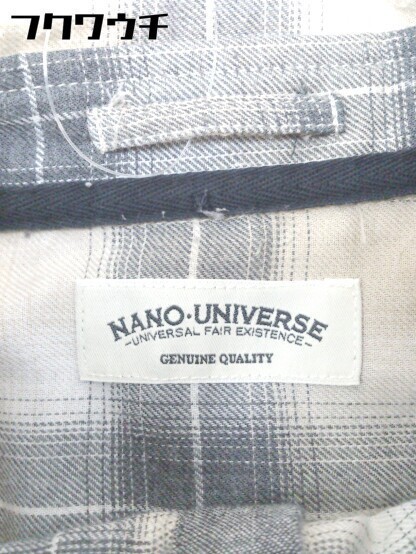 フクワウチ
NANO·UNIVERSE
-UNIVERSAL FAIR EXISTENCE-
GENUINE QUALITY